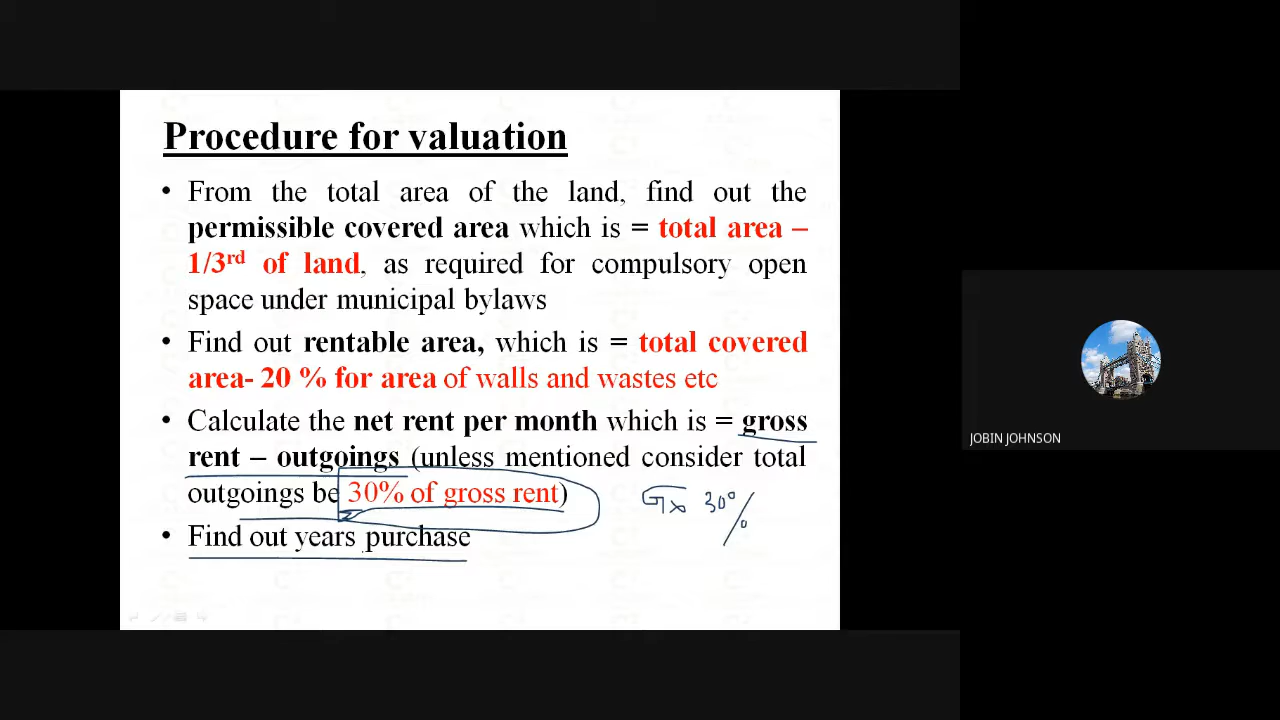 Procedure for valuation
• From the total area of the land, find out the
permissible covered area which is = total area –
1/3rd of land, as required for compulsory open
space under municipal bylaws
• Find out rentable area, which is = total covered
area- 20 % for area of walls and wastes etc
• Calculate the net rent per month which is = gross
rent – outgoings (unless mentioned consider total
outgoings be 30% of gross rent)
G x 30%
• Find out years purchase
JOBIN JOHNSON